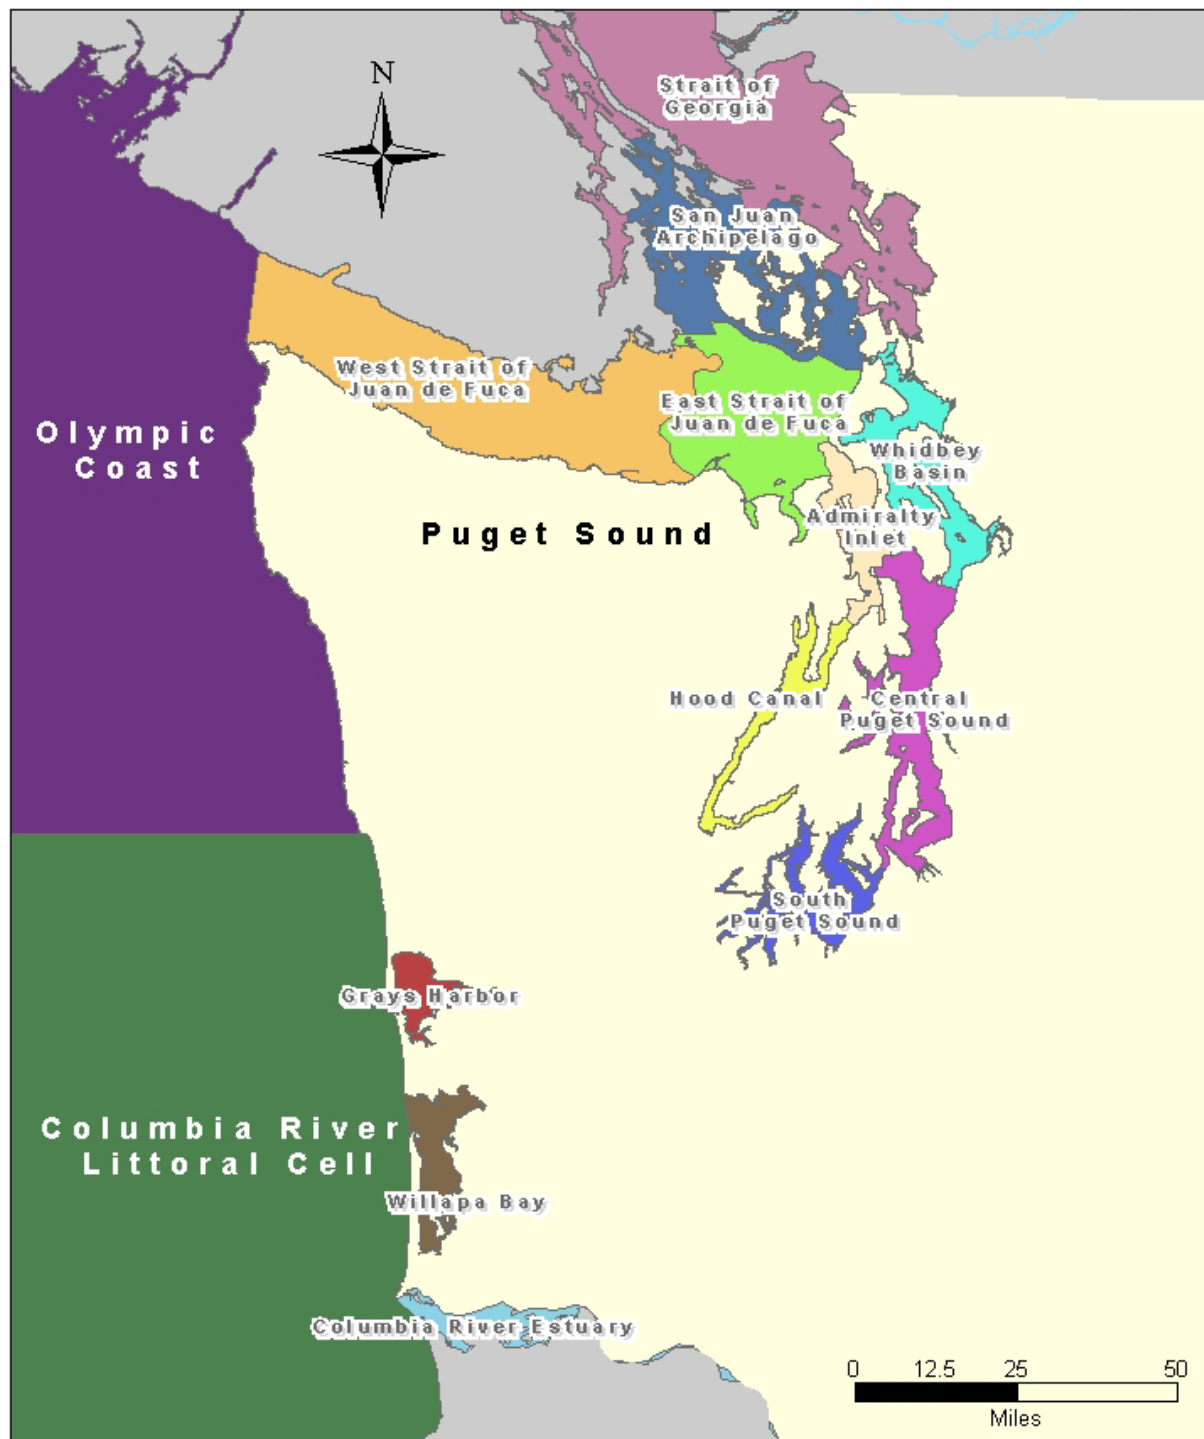 N
Strait of
Georgia
San Juan
Archipelago
West Strait of
Juan de Fuca
East Strait of
Juan de Fuca
Olympic
Coast
Whidbey
Basin
Puget Sound
Admiralty
Inlet
Hood Canal
Central
Puget Sound
South
Puget Sound
Grays Harbor
Columbia River
Littoral Cell
Willapa Bay
Columbia River Estuary
0 12.5 25 50
Miles